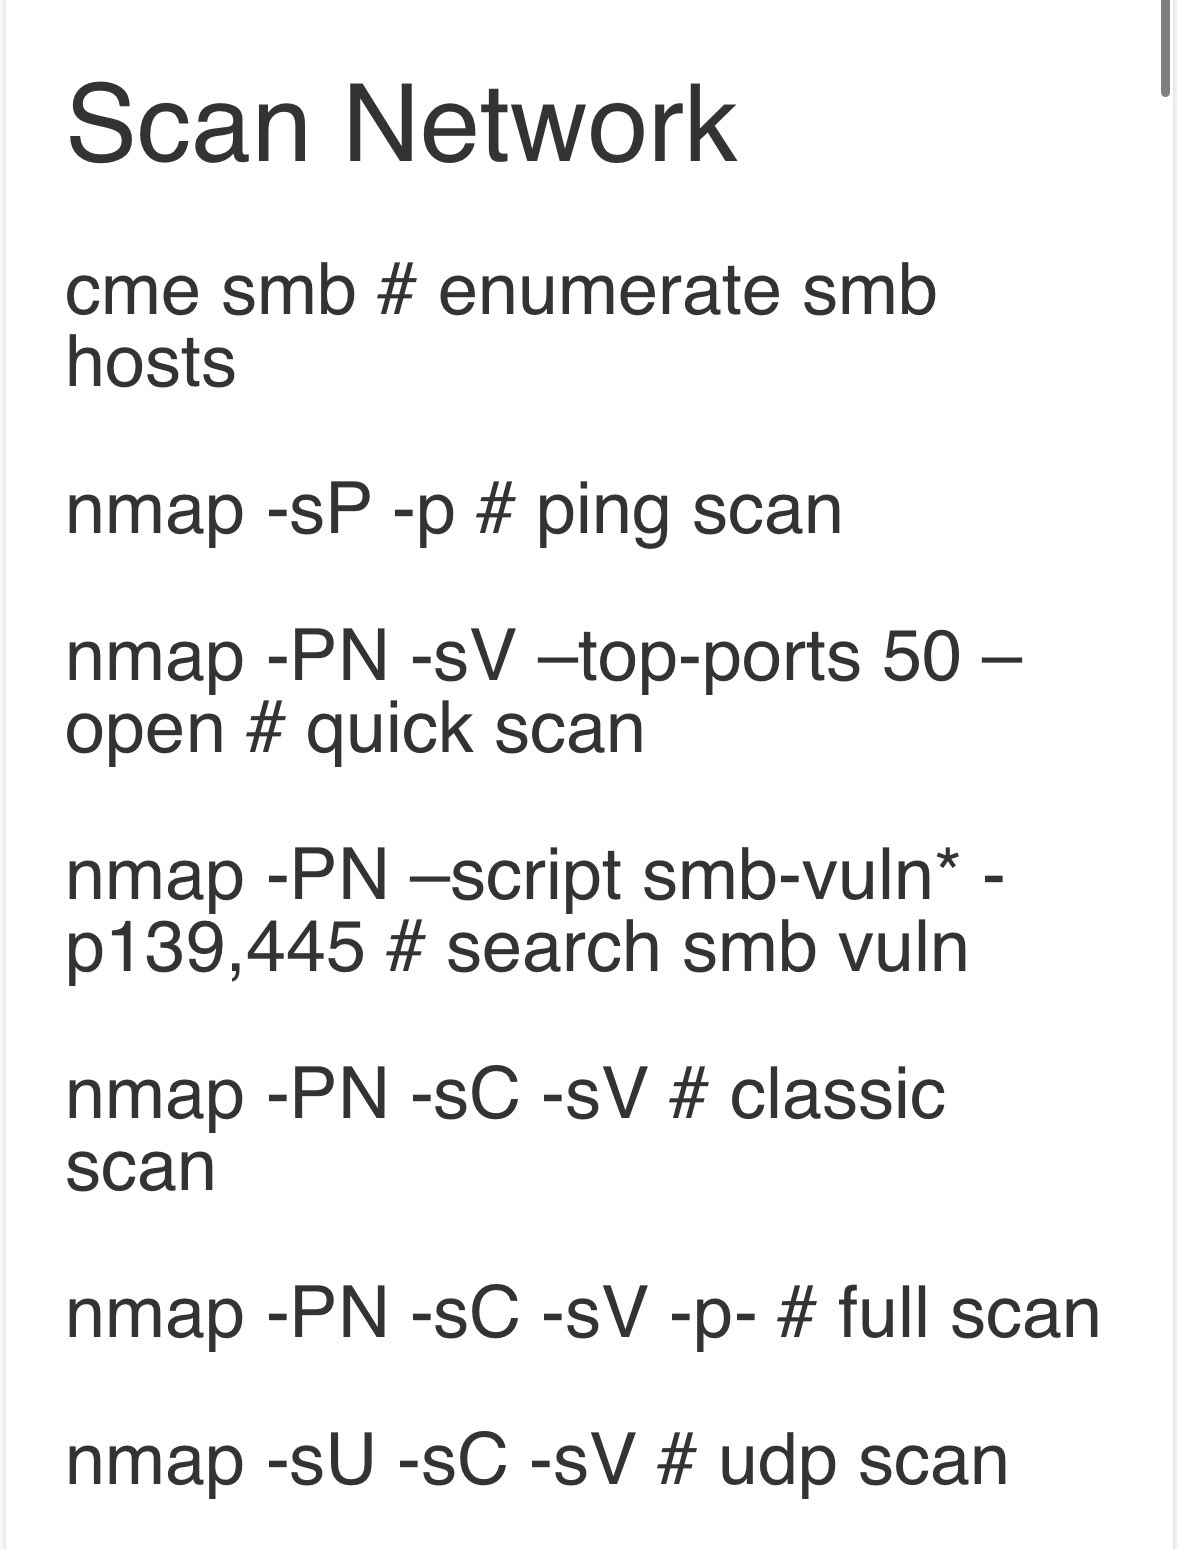 Scan Network
cme smb # enumerate smb
hosts
nmap -sP -p # ping scan
nmap -PN -sV –top-ports 50 –
open # quick scan
nmap -PN –script smb-vuln* -
p139,445 # search smb vuln
nmap -PN -sC -sV # classic
scan
nmap -PN -sC -sV -p- # full scan
nmap -sU -sC -sV # udp scan